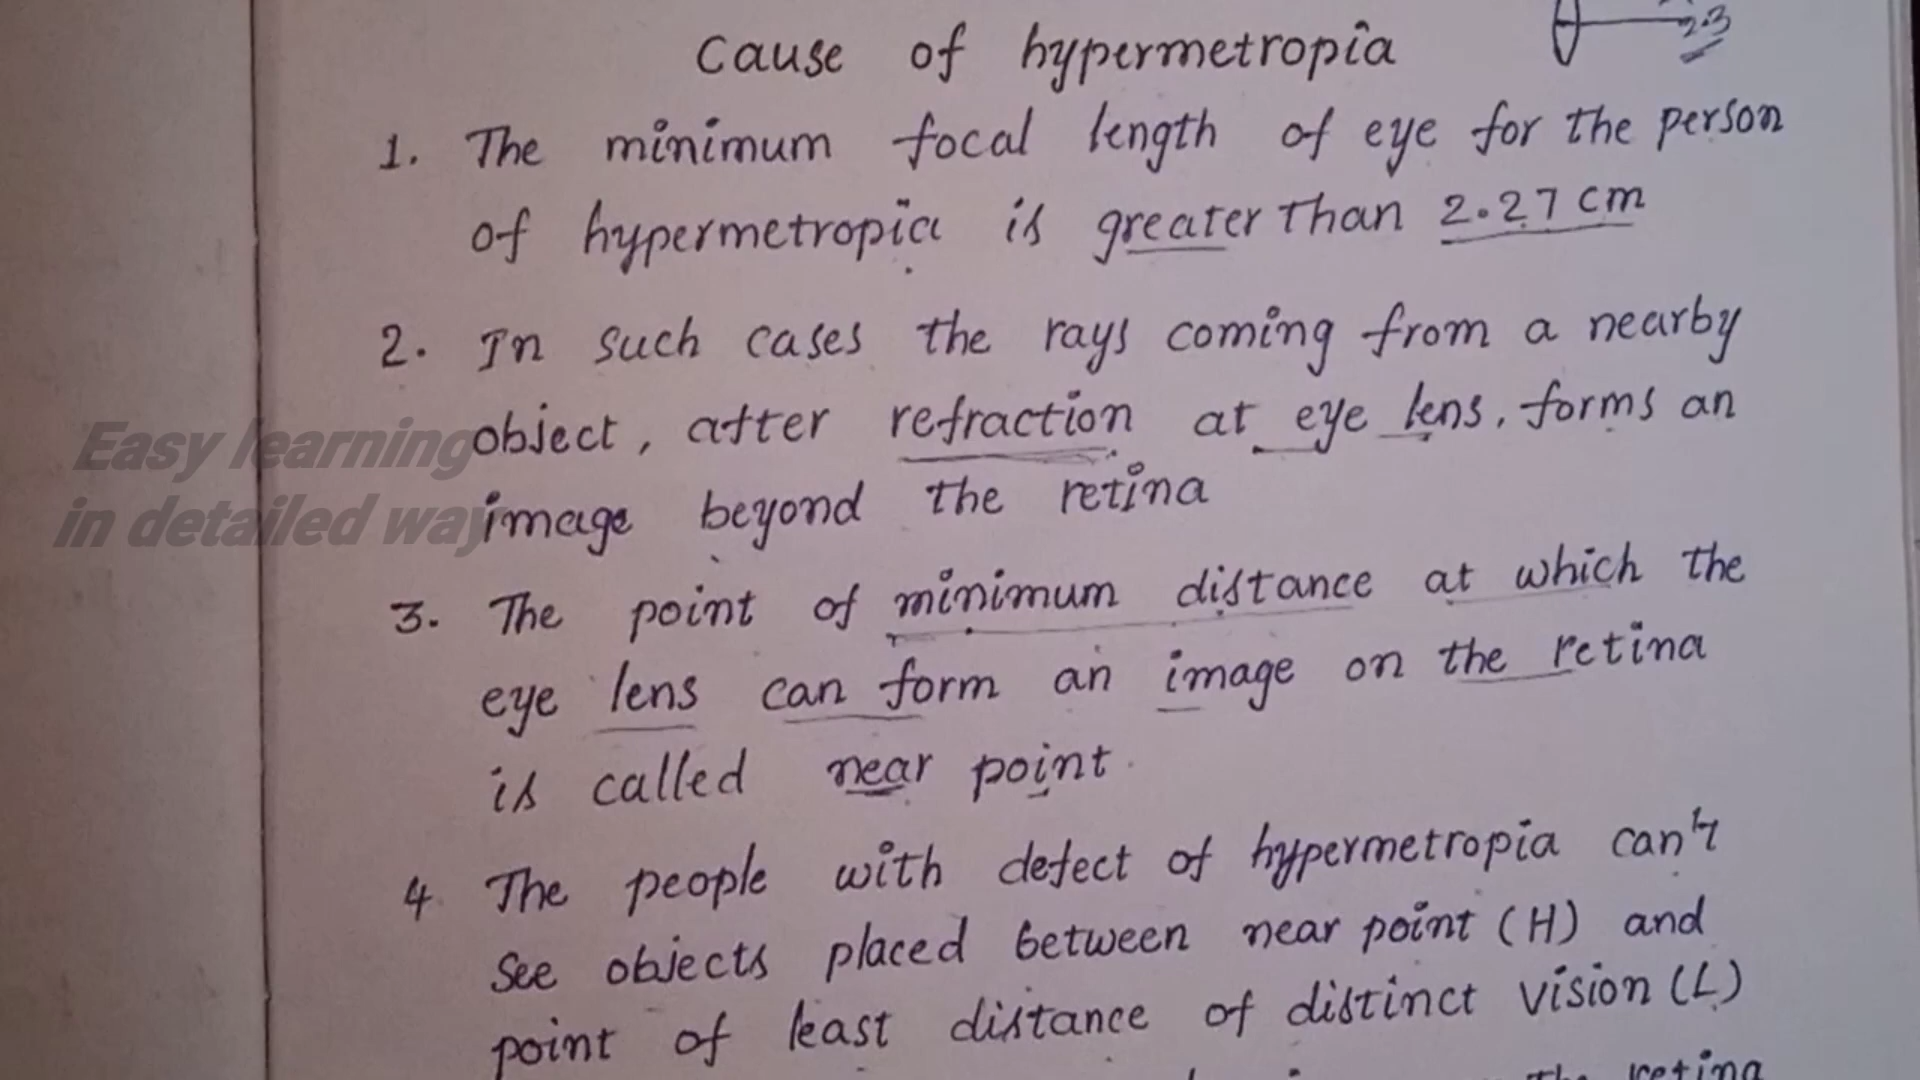 2.3
Cause of hypermetropia
1. The minimum focal length of eye for the person
of hypermetropia is greater than 2.27 cm
2. In such cases the rays coming from a nearby
object, after refraction at eye lens, forms an
image beyond the retina
3. The point of minimum distance at which the
eye lens can form an image on the retina
is called near point.
4. The people with defect of hypermetropia can't
see objects placed between near point (H) and
point of least distance of distinct vision (L)
retina
Easy learning
in detailed way